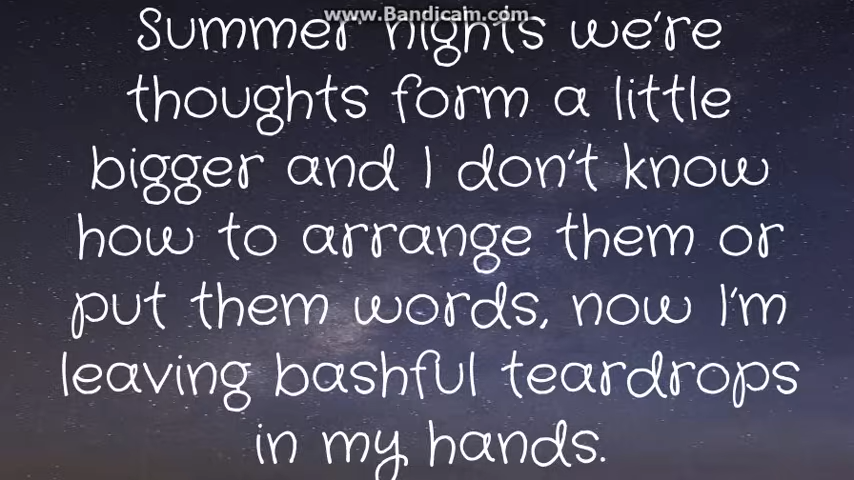 www.Bandicam.com
Summer nights we're
thoughts form a little
bigger and I don't know
how to arrange them or
put them words, now I'm
leaving bashful teardrops
in my hands.